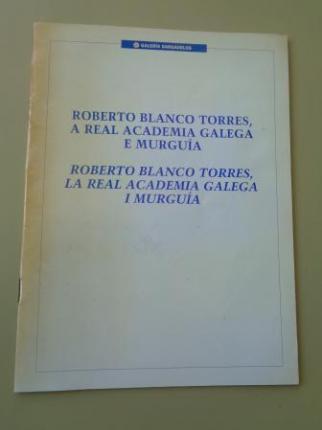 GALERÍA SARGADELOS
ROBERTO BLANCO TORRES,
A REAL ACADEMIA GALEGA
E MURGUÍA
ROBERTO BLANCO TORRES,
LA REAL ACADEMIA GALEGA
I MURGUÍA